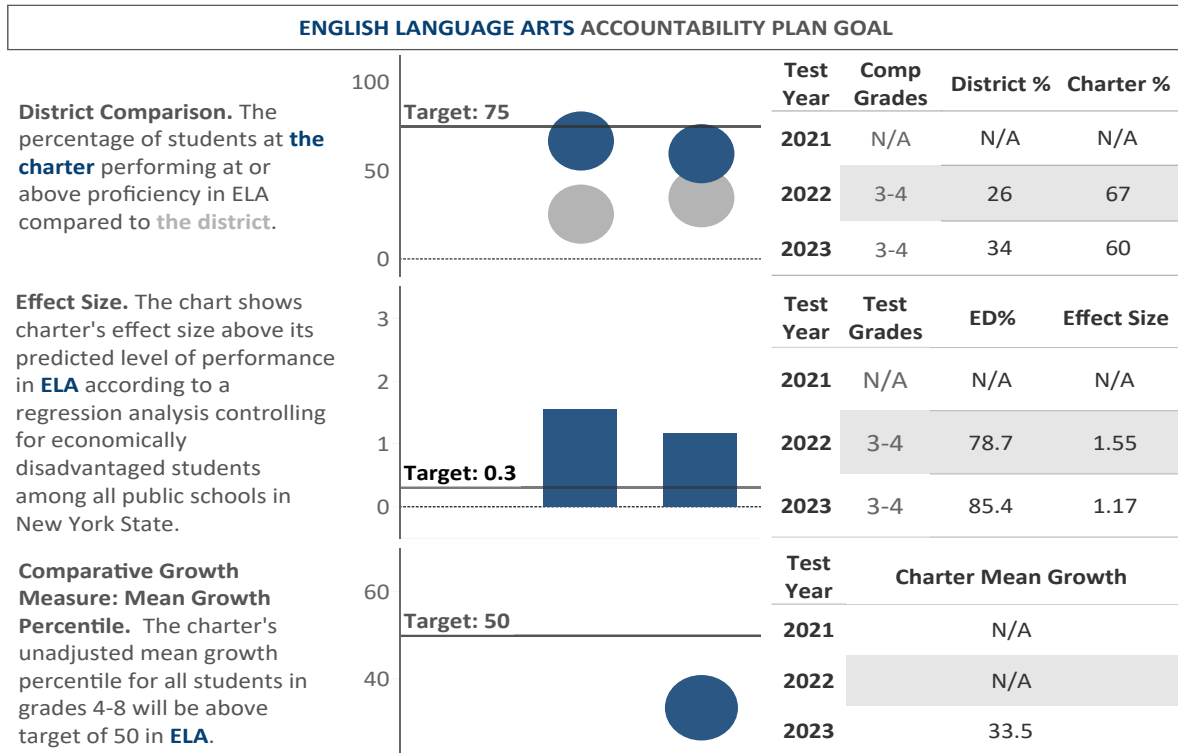 ENGLISH LANGUAGE ARTS ACCOUNTABILITY PLAN GOAL
District Comparison. The
percentage of students at the
charter performing at or
above proficiency in ELA
compared to the district.
100
50
0
Target: 75
Test Year Comp Grades District % Charter %
2021 N/A N/A N/A
2022 3-4 26 67
2023 3-4 34 60
Effect Size. The chart shows
charter's effect size above its
predicted level of performance
in ELA according to a
regression analysis controlling
for economically
disadvantaged students
among all public schools in
New York State.
3
2
1
0
Target: 0.3
Test Year Test Grades ED% Effect Size
2021 N/A N/A N/A
2022 3-4 78.7 1.55
2023 3-4 85.4 1.17
Comparative Growth
Measure: Mean Growth
Percentile. The charter's
unadjusted mean growth
percentile for all students in
grades 4-8 will be above
target of 50 in ELA.
60
40
Target: 50
Test Year Charter Mean Growth
2021 N/A
2022 N/A
2023 33.5